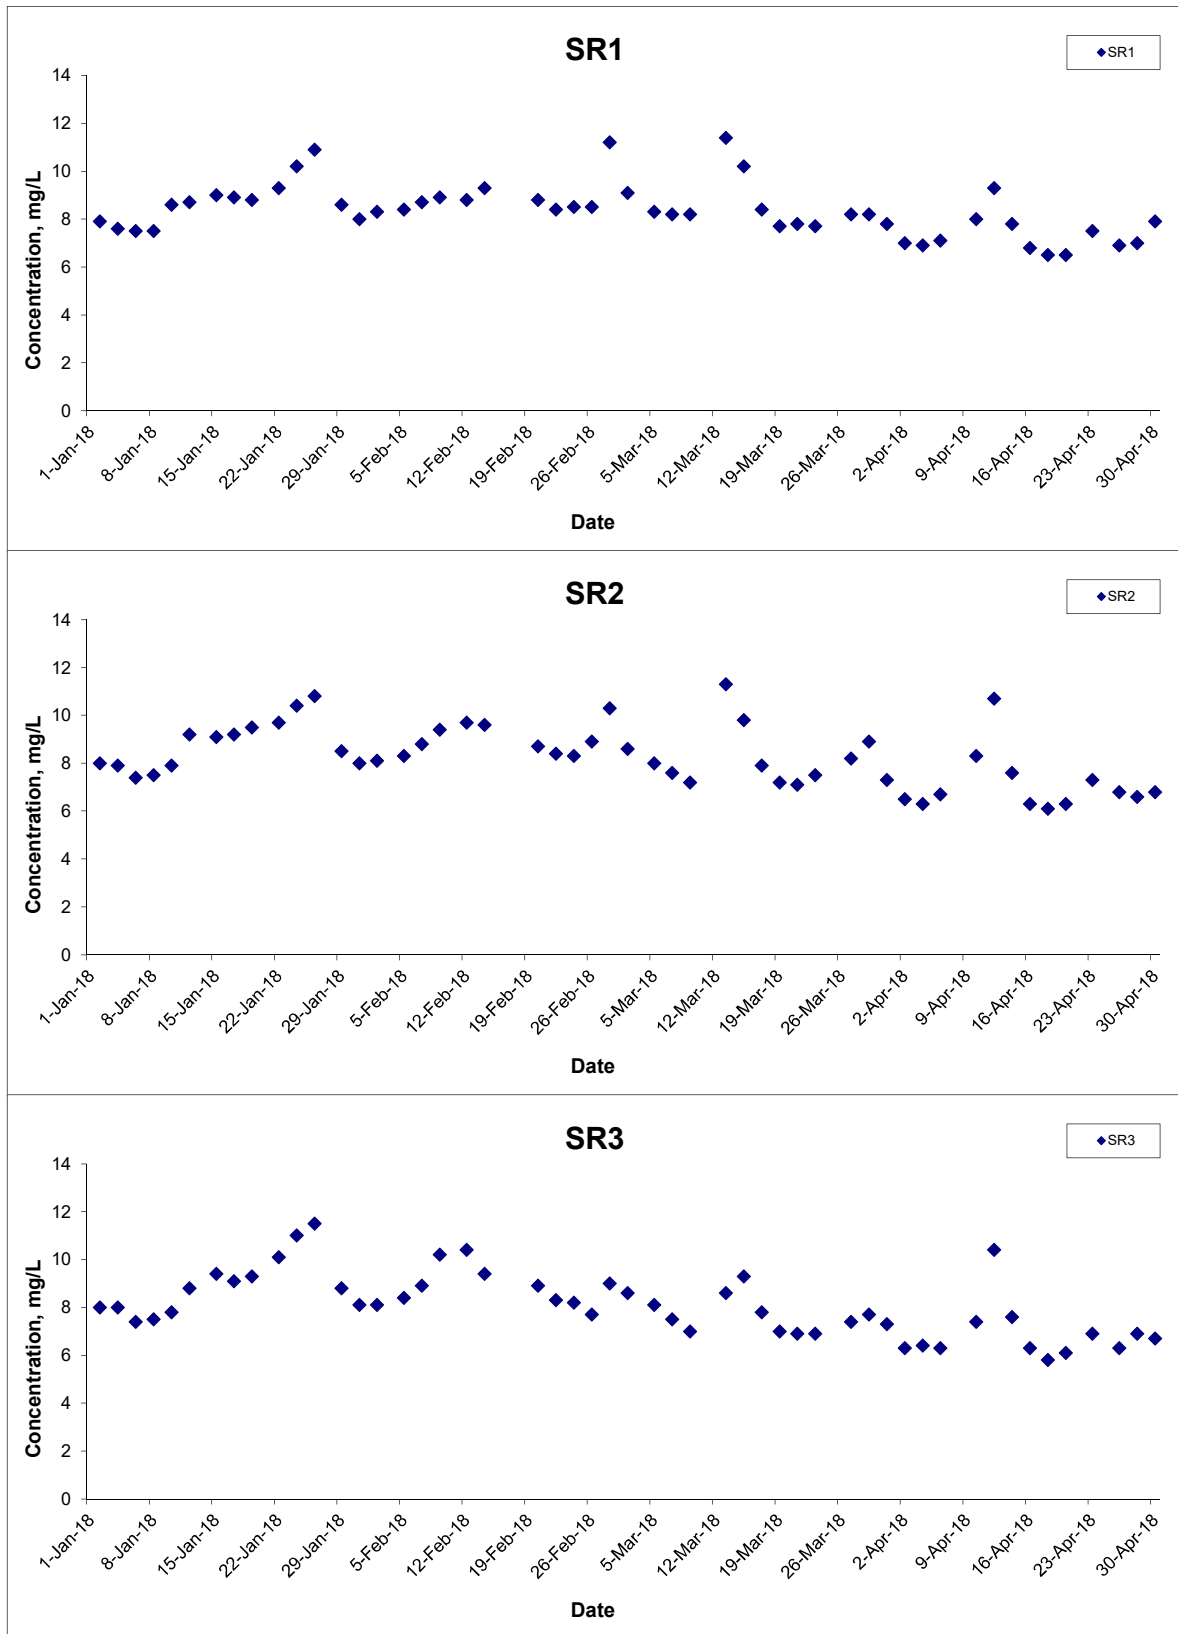 SR1
SR1
14
12
10
8
6
4
2
0
Concentration, mg/L
1-Jan-18
8-Jan-18
15-Jan-18
22-Jan-18
29-Jan-18
5-Feb-18
12-Feb-18
19-Feb-18
26-Feb-18
5-Mar-18
12-Mar-18
19-Mar-18
26-Mar-18
2-Apr-18
9-Apr-18
16-Apr-18
23-Apr-18
30-Apr-18
Date
SR2
SR2
14
12
10
8
6
4
2
0
Concentration, mg/L
1-Jan-18
8-Jan-18
15-Jan-18
22-Jan-18
29-Jan-18
5-Feb-18
12-Feb-18
19-Feb-18
26-Feb-18
5-Mar-18
12-Mar-18
19-Mar-18
26-Mar-18
2-Apr-18
9-Apr-18
16-Apr-18
23-Apr-18
30-Apr-18
Date
SR3
SR3
14
12
10
8
6
4
2
0
Concentration, mg/L
1-Jan-18
8-Jan-18
15-Jan-18
22-Jan-18
29-Jan-18
5-Feb-18
12-Feb-18
19-Feb-18
26-Feb-18
5-Mar-18
12-Mar-18
19-Mar-18
26-Mar-18
2-Apr-18
9-Apr-18
16-Apr-18
23-Apr-18
30-Apr-18
Date